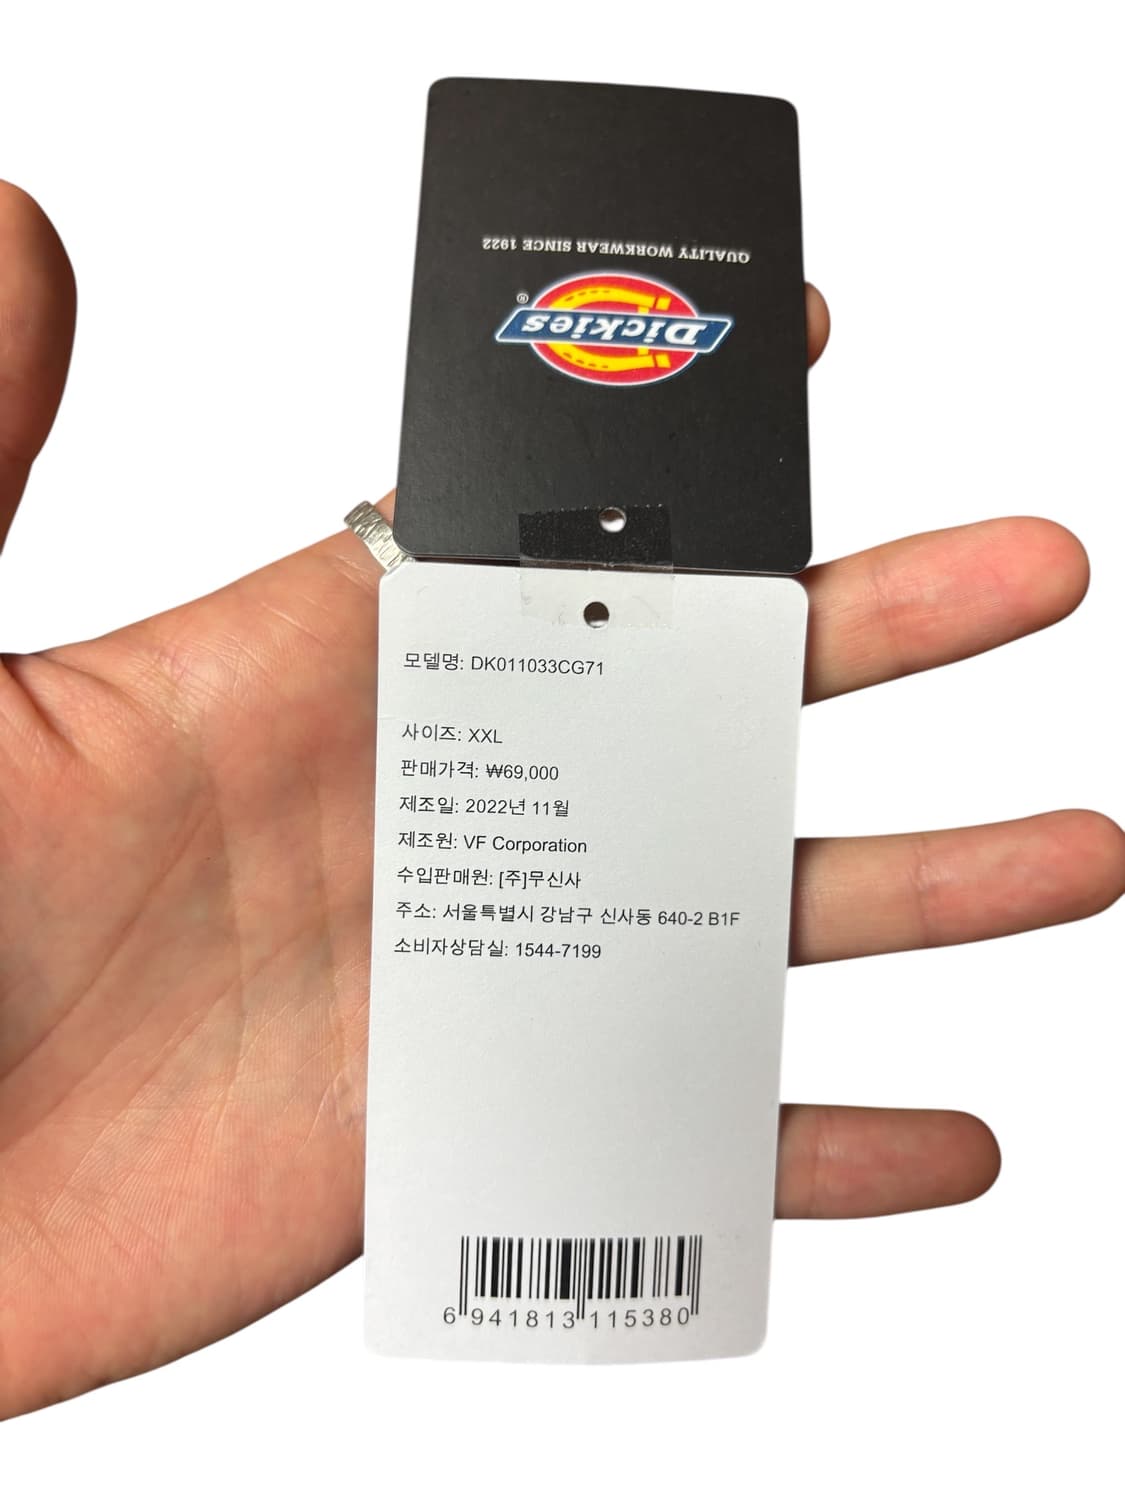 QUALITY WORKWEAR SINCE 1922
Dickies®
모델명: DK011033CG71
사이즈: XXL
판매가격: ₩69,000
제조일: 2022년 11월
제조원: VF Corporation
수입판매원: [주]무신사
주소: 서울특별시 강남구 신사동 640-2 B1F
소비자상담실: 1544-7199
6 941813 115380